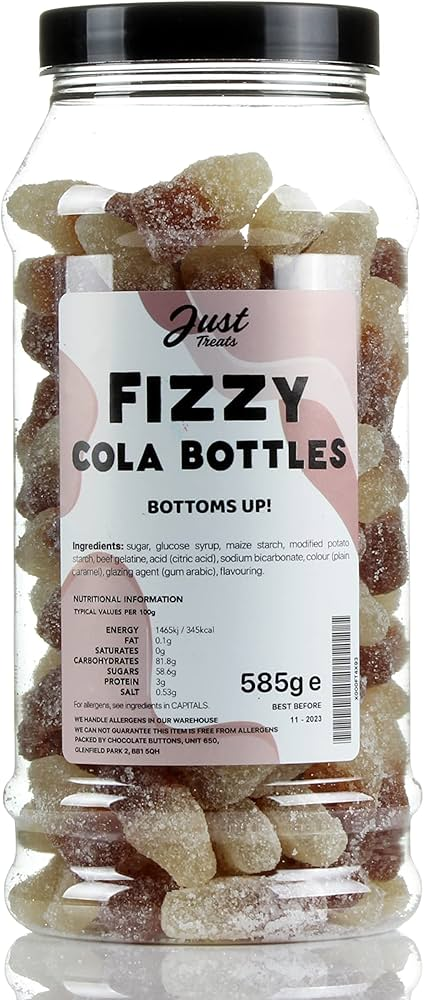 Just
Treats
FIZZY
COLA BOTTLES
BOTTOMS UP!
Ingredients: sugar, glucose syrup, maize starch, modified potato
starch, beef gelatine, acid (citric acid), sodium bicarbonate, colour (plain
caramel), glazing agent (gum arabic), flavouring.
NUTRITIONAL INFORMATION
TYPICAL VALUES PER 100g
ENERGY 1465kj / 345kcal
FAT 0.1g
SATURATES 0g
CARBOHYDRATES 81.8g
SUGARS 58.6g
PROTEIN 3g
SALT 0.53g
For allergens, see ingredients in CAPITALS.
WE HANDLE ALLERGENS IN OUR WAREHOUSE
WE CAN NOT GUARANTEE THIS ITEM IS FREE FROM ALLERGENS
PACKED BY CHOCOLATE BUTTONS, UNIT 650,
GLENFIELD PARK 2, BB1 5QH
585g e
BEST BEFORE
11 - 2023
X000FT4X93